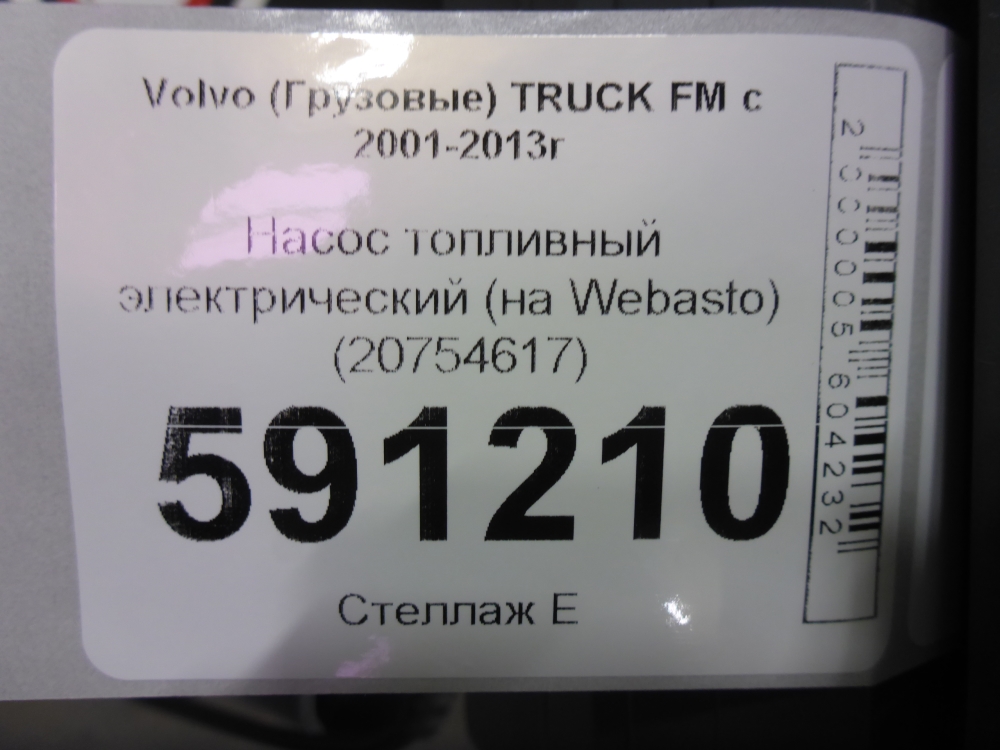 Volvo (Грузовые) TRUCK FM с
2001-2013г
Насос топливный
электрический (на Webasto)
(20754617)
591210
Стеллаж E
2000005604232